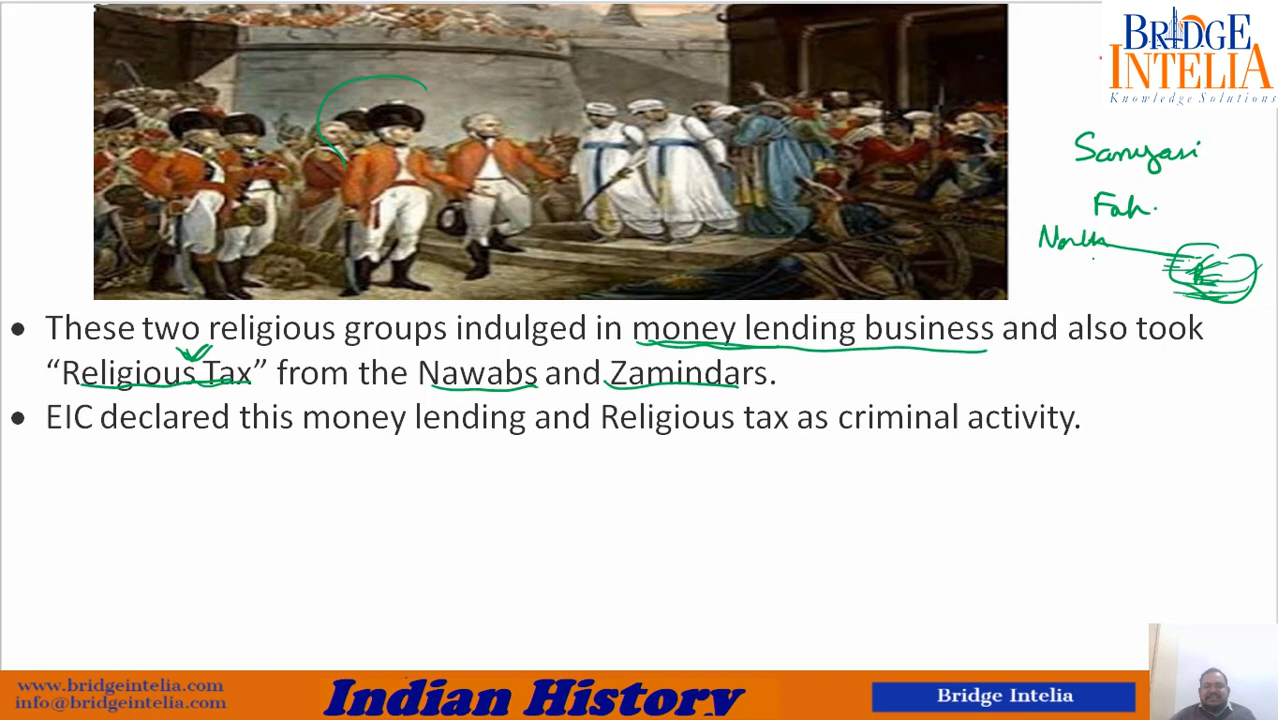 BRIDGE
INTELIA
Knowledge Solutions
Sanyasi
Fak.
North
• These two religious groups indulged in money lending business and also took
“Religious Tax” from the Nawabs and Zamindars.
• EIC declared this money lending and Religious tax as criminal activity.
www.bridgeintelia.com
info@bridgeintelia.com
Indian History
Bridge Intelia